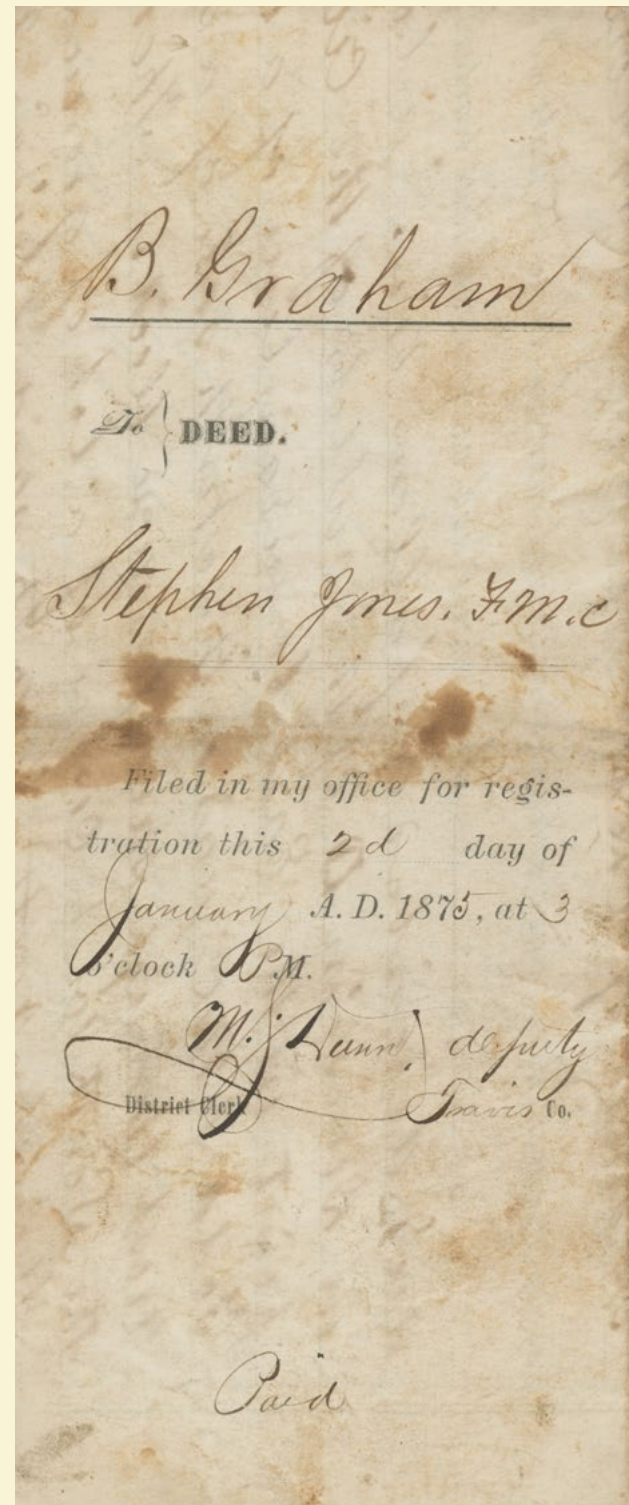 B. Graham
To } DEED.
Stephen Jones. F.M.C
Filed in my office for regis-
tration this 2d day of
January A. D. 1875, at 3
o'clock P M.
M. J. Dunn, deputy
District Clerk Travis Co.
Paid